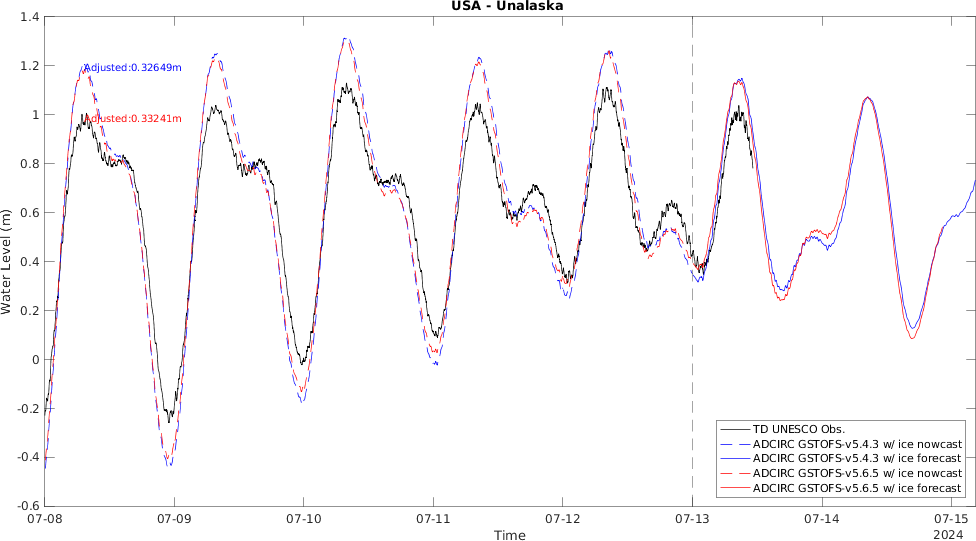 USA - Unalaska
1.4
1.2
1
0.8
0.6
0.4
0.2
0
-0.2
-0.4
-0.6
Water Level (m)
Adjusted:0.32649m
Adjusted:0.33241m
TD UNESCO Obs.
ADCIRC GSTOFS-v5.4.3 w/ ice nowcast
ADCIRC GSTOFS-v5.4.3 w/ ice forecast
ADCIRC GSTOFS-v5.6.5 w/ ice nowcast
ADCIRC GSTOFS-v5.6.5 w/ ice forecast
07-08 07-09 07-10 07-11 07-12 07-13 07-14 07-15
Time
2024